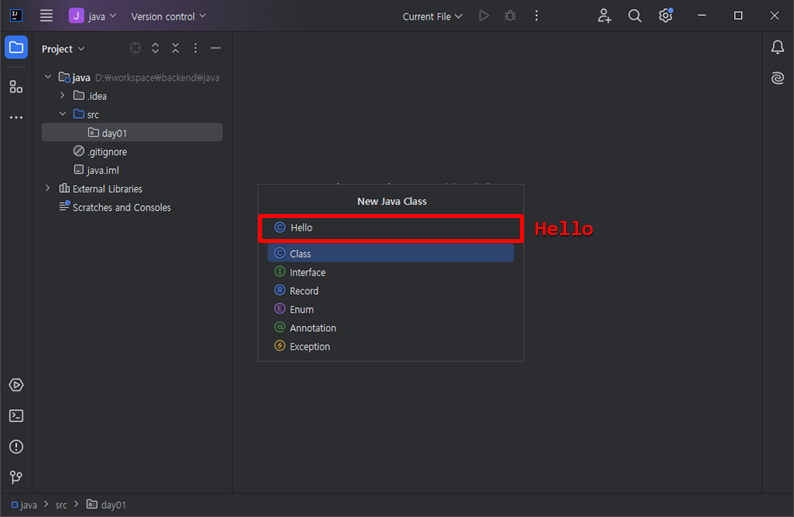 J java Version control Current File
Project
java D:₩workspace₩backend₩java
.idea
src
day01
.gitignore
java.iml
External Libraries
Scratches and Consoles
New Java Class
C Hello Hello
C Class
I Interface
R Record
E Enum
@ Annotation
Exception
java > src > day01